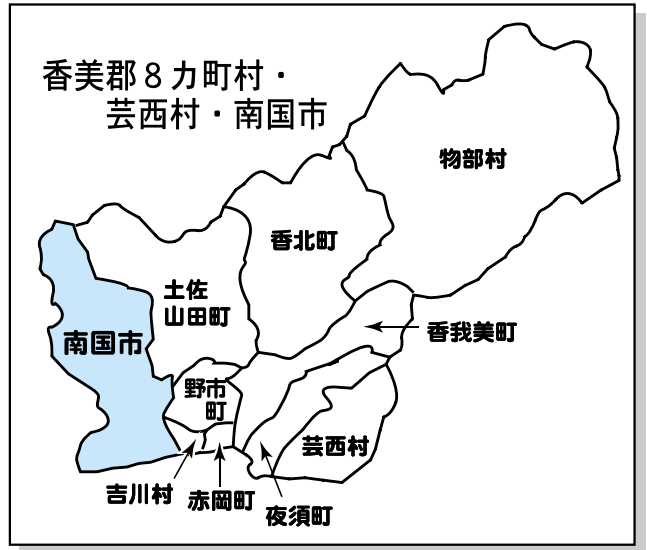 香美郡８カ町村・
芸西村・南国市
物部村
香北町
土佐
山田町
南国市
香我美町
野市
町
芸西村
吉川村
赤岡町
夜須町